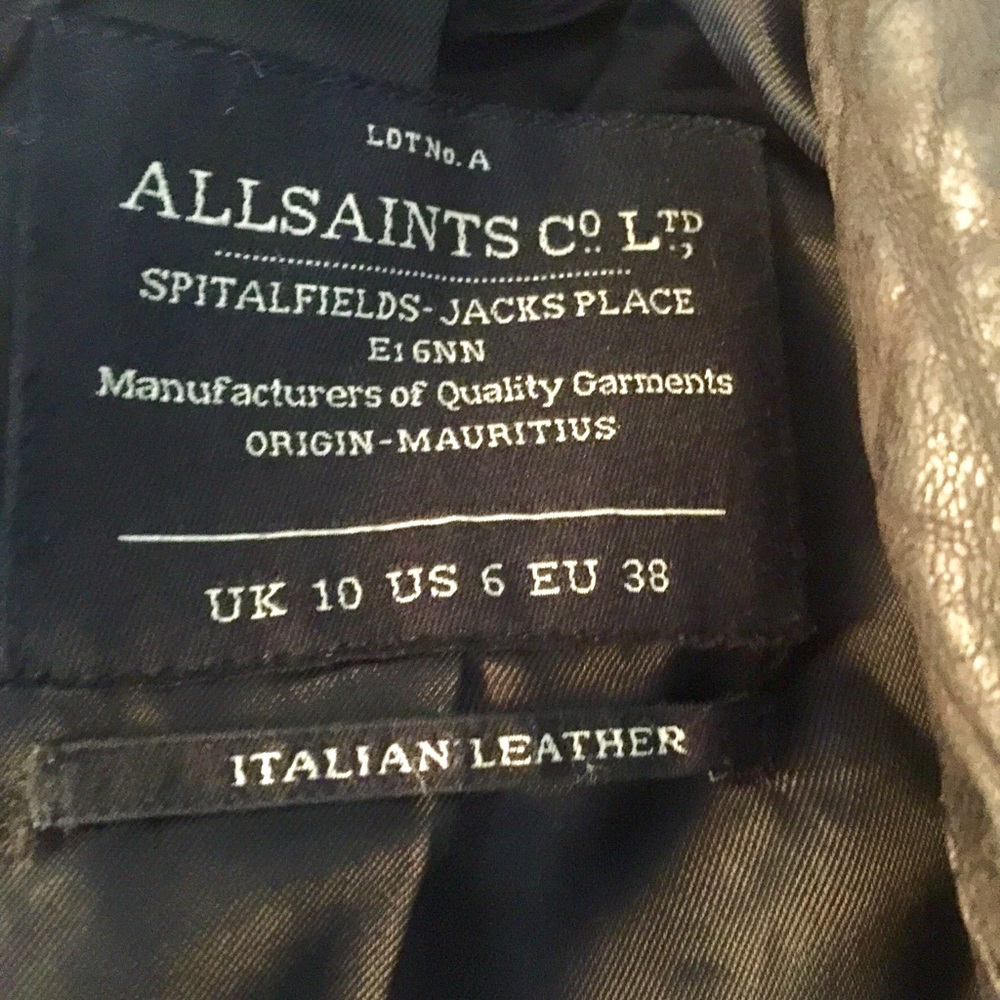 LOT No. A
ALLSAINTS Cº LTD;
SPITALFIELDS-JACKS PLACE
E1 6NN
Manufacturers of Quality Garments
ORIGIN-MAURITIUS
UK 10 US 6 EU 38
ITALIAN LEATHER